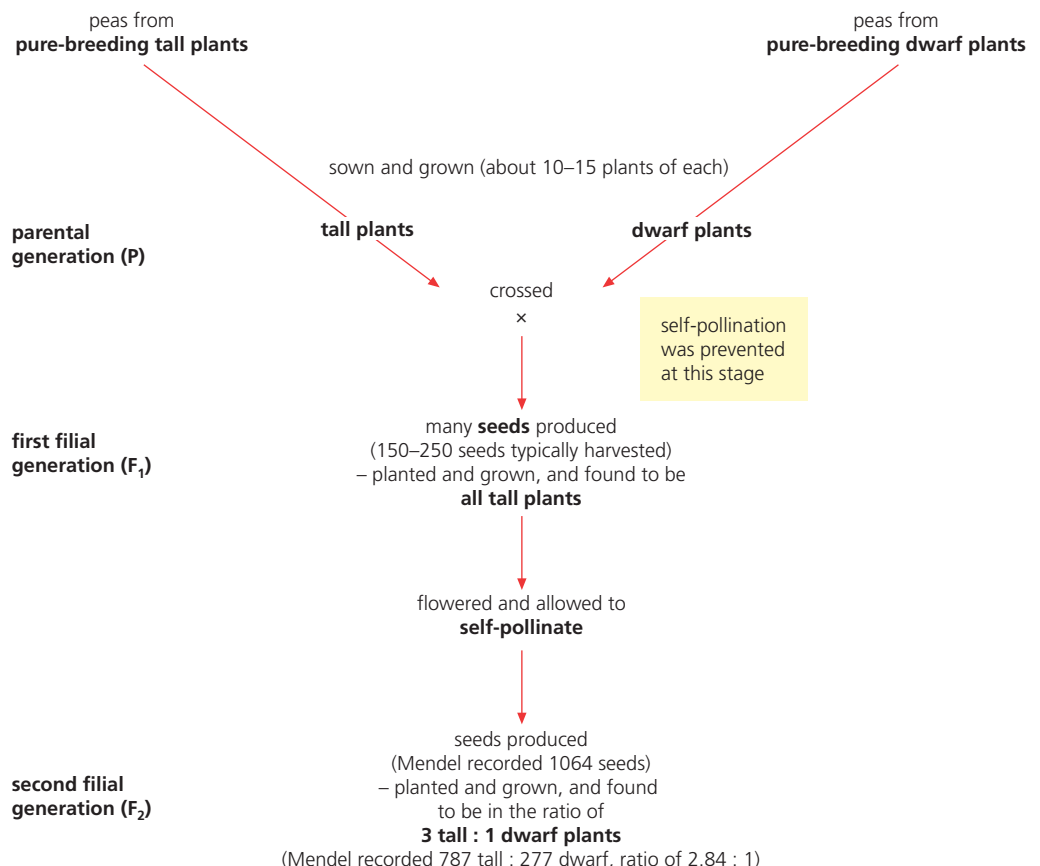 peas from
pure-breeding tall plants
peas from
pure-breeding dwarf plants
sown and grown (about 10–15 plants of each)
parental
generation (P)
tall plants
dwarf plants
crossed
×
self-pollination
was prevented
at this stage
first filial
generation (F₁)
many seeds produced
(150–250 seeds typically harvested)
– planted and grown, and found to be
all tall plants
flowered and allowed to
self-pollinate
second filial
generation (F₂)
seeds produced
(Mendel recorded 1064 seeds)
– planted and grown, and found
to be in the ratio of
3 tall : 1 dwarf plants
(Mendel recorded 787 tall : 277 dwarf, ratio of 2.84 : 1)